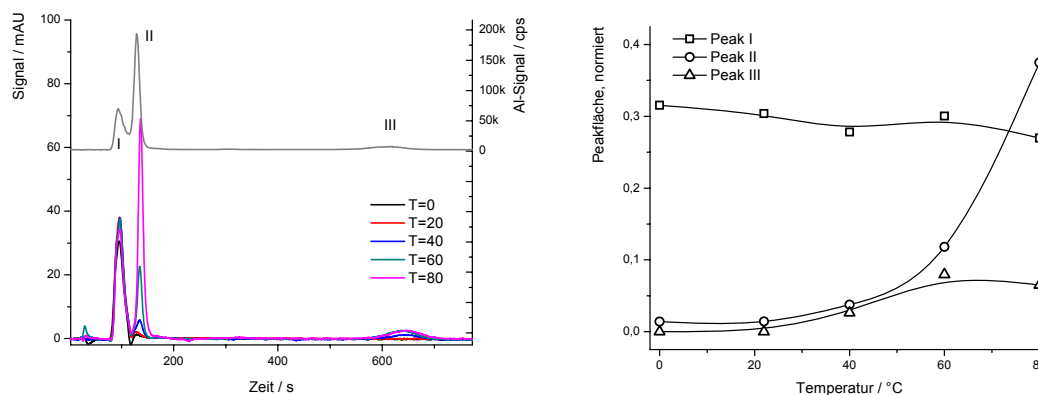 Signal / mAU
100
80
60
40
20
0
200
400
600
Zeit / s
200k
150k
100k
50k
0
Al-Signal / cps
I
II
III
T=0
T=20
T=40
T=60
T=80
Peakfläche, normiert
0,4
0,3
0,2
0,1
0,0
0
20
40
60
8
Temperatur / °C
Peak I
Peak II
Peak III